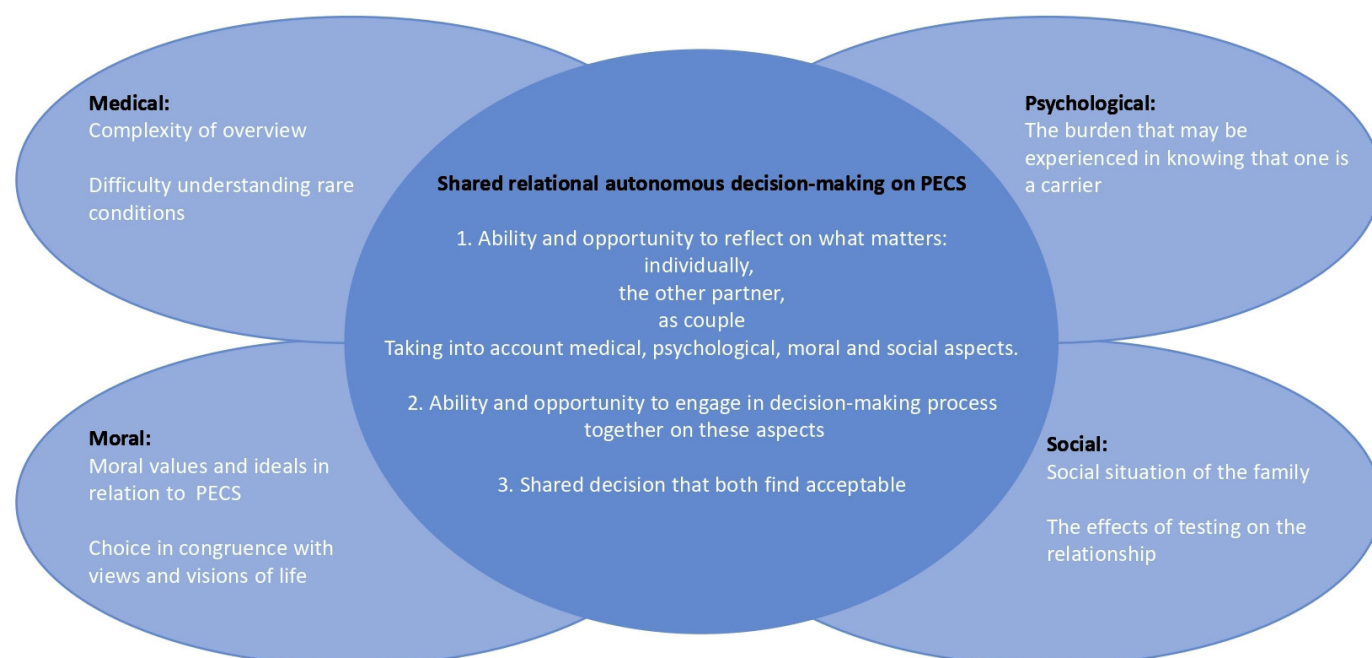 Medical:
Complexity of overview
Difficulty understanding rare
conditions
Psychological:
The burden that may be
experienced in knowing that one is
a carrier
Shared relational autonomous decision-making on PECS
1. Ability and opportunity to reflect on what matters:
individually,
the other partner,
as couple
Taking into account medical, psychological, moral and social aspects.
2. Ability and opportunity to engage in decision-making process
together on these aspects
3. Shared decision that both find acceptable
Moral:
Moral values and ideals in
relation to PECS
Choice in congruence with
views and visions of life
Social:
Social situation of the family
The effects of testing on the
relationship